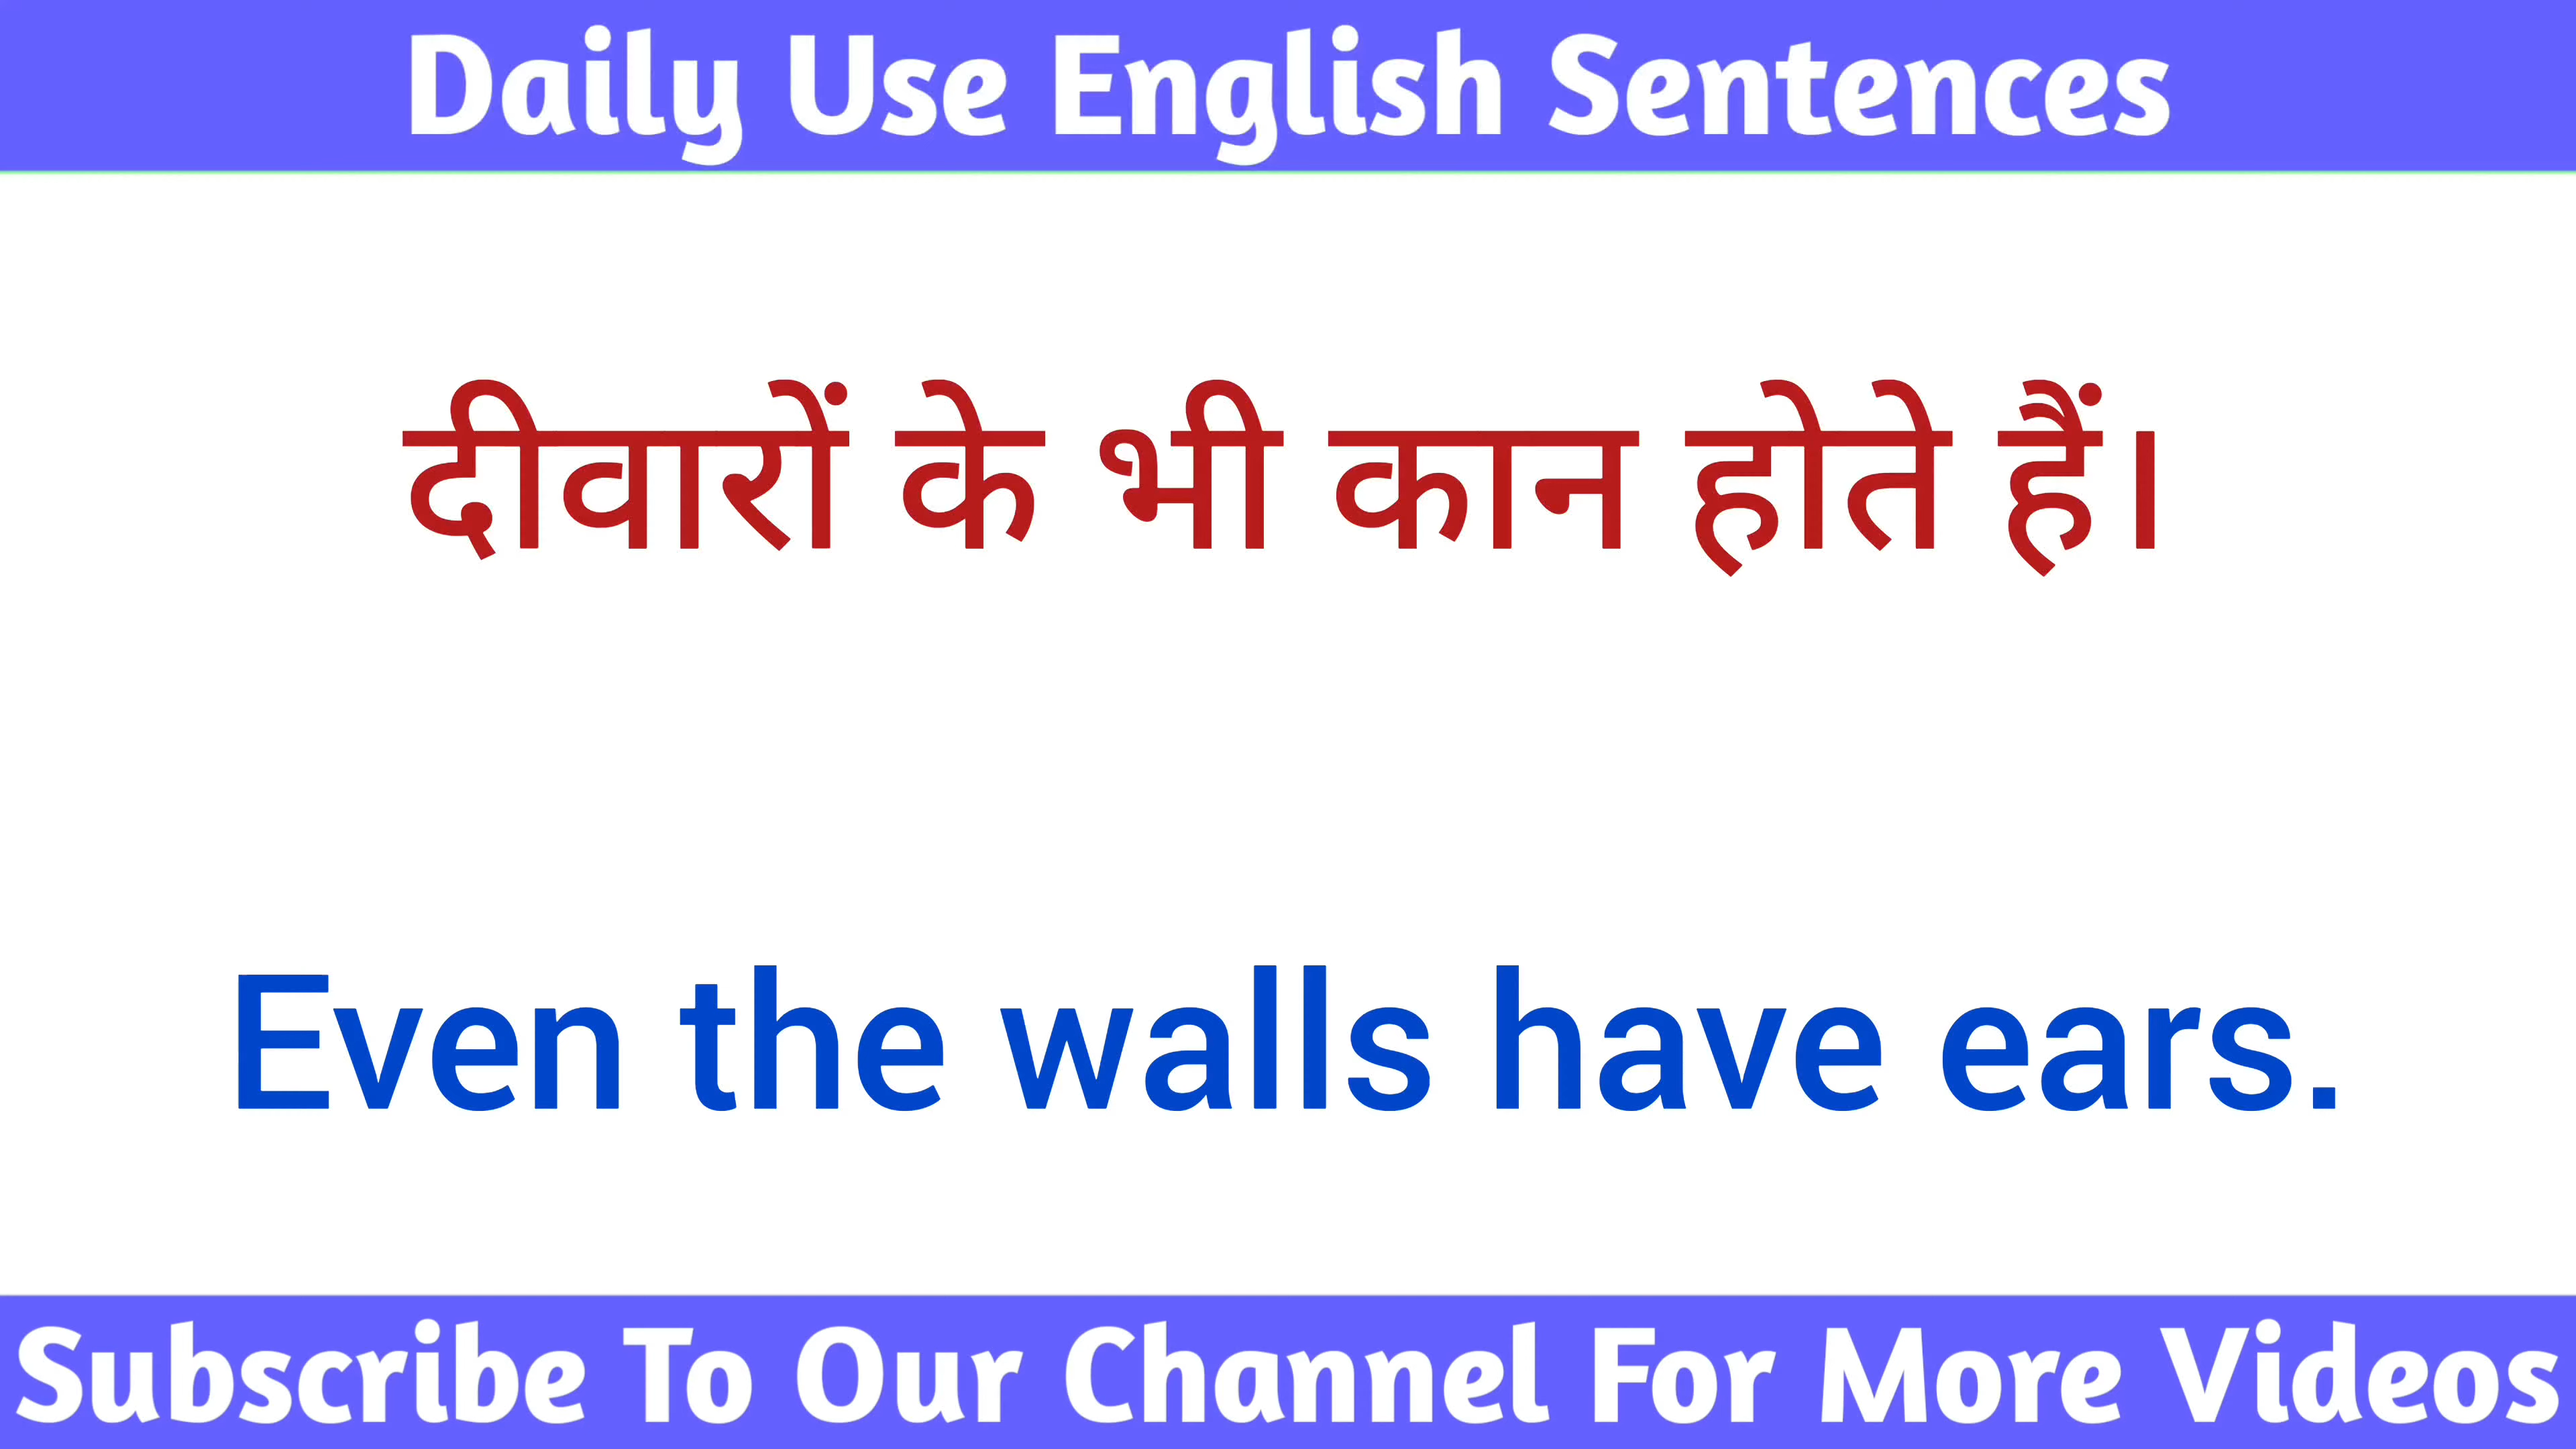 Daily Use English Sentences
दीवारों के भी कान होते हैं।
Even the walls have ears.
Subscribe To Our Channel For More Videos